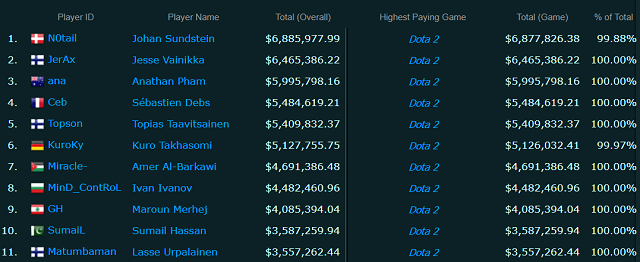 Player ID Player Name Total (Overall) Highest Paying Game Total (Game) % of Total
1. N0tail Johan Sundstein $6,885,977.99 Dota 2 $6,877,826.38 99.88%
2. JerAx Jesse Vainikka $6,465,386.22 Dota 2 $6,465,386.22 100.00%
3. ana Anathan Pham $5,995,798.16 Dota 2 $5,995,798.16 100.00%
4. Ceb Sébastien Debs $5,484,619.21 Dota 2 $5,484,619.21 100.00%
5. Topson Topias Taavitsainen $5,409,832.37 Dota 2 $5,409,832.37 100.00%
6. KuroKy Kuro Takhasomi $5,127,755.75 Dota 2 $5,126,032.41 99.97%
7. Miracle- Amer Al-Barkawi $4,691,386.48 Dota 2 $4,691,386.48 100.00%
8. MinD_ContRoL Ivan Ivanov $4,482,460.96 Dota 2 $4,482,460.96 100.00%
9. GH Maroun Merhej $4,085,394.04 Dota 2 $4,085,394.04 100.00%
10. SumaiL Sumail Hassan $3,587,259.94 Dota 2 $3,587,259.94 100.00%
11. Matumbaman Lasse Urpalainen $3,557,262.44 Dota 2 $3,557,262.44 100.00%